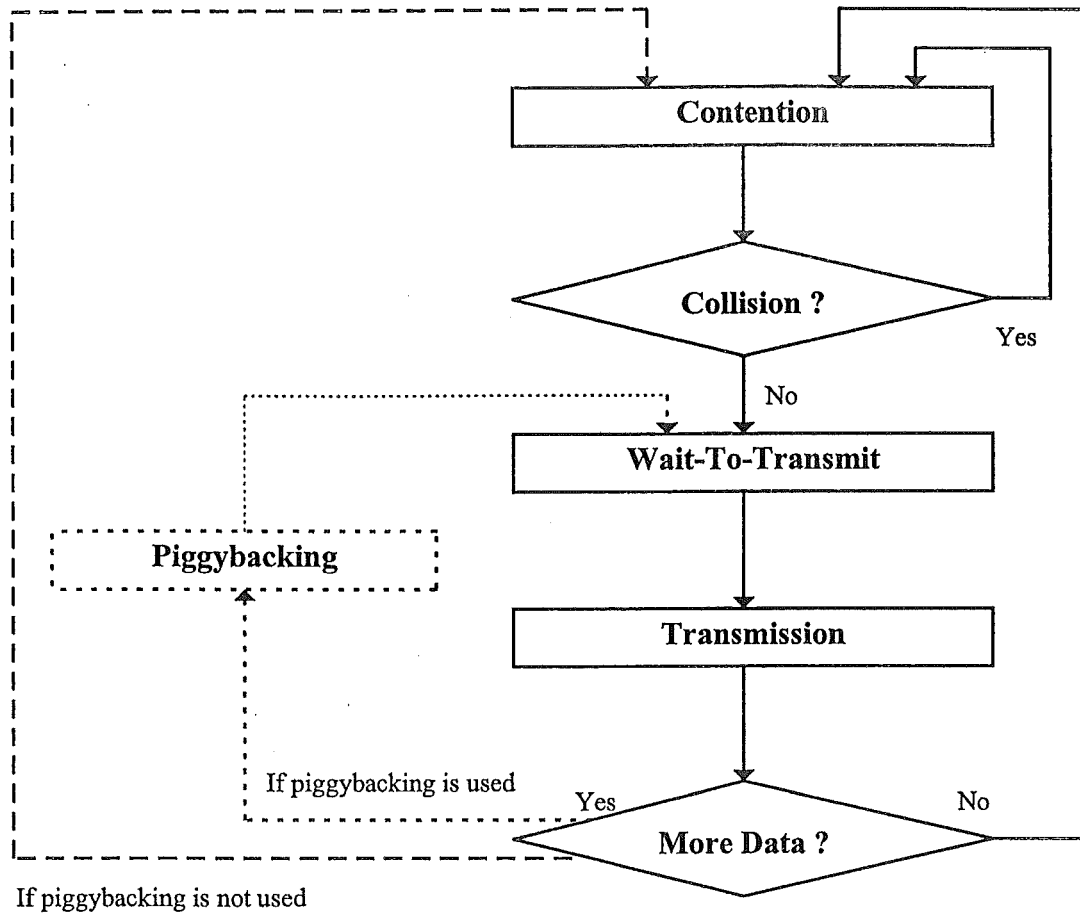 Contention
Collision ?
Yes
No
Wait-To-Transmit
Piggybacking
Transmission
If piggybacking is used
Yes
No
More Data ?
If piggybacking is not used